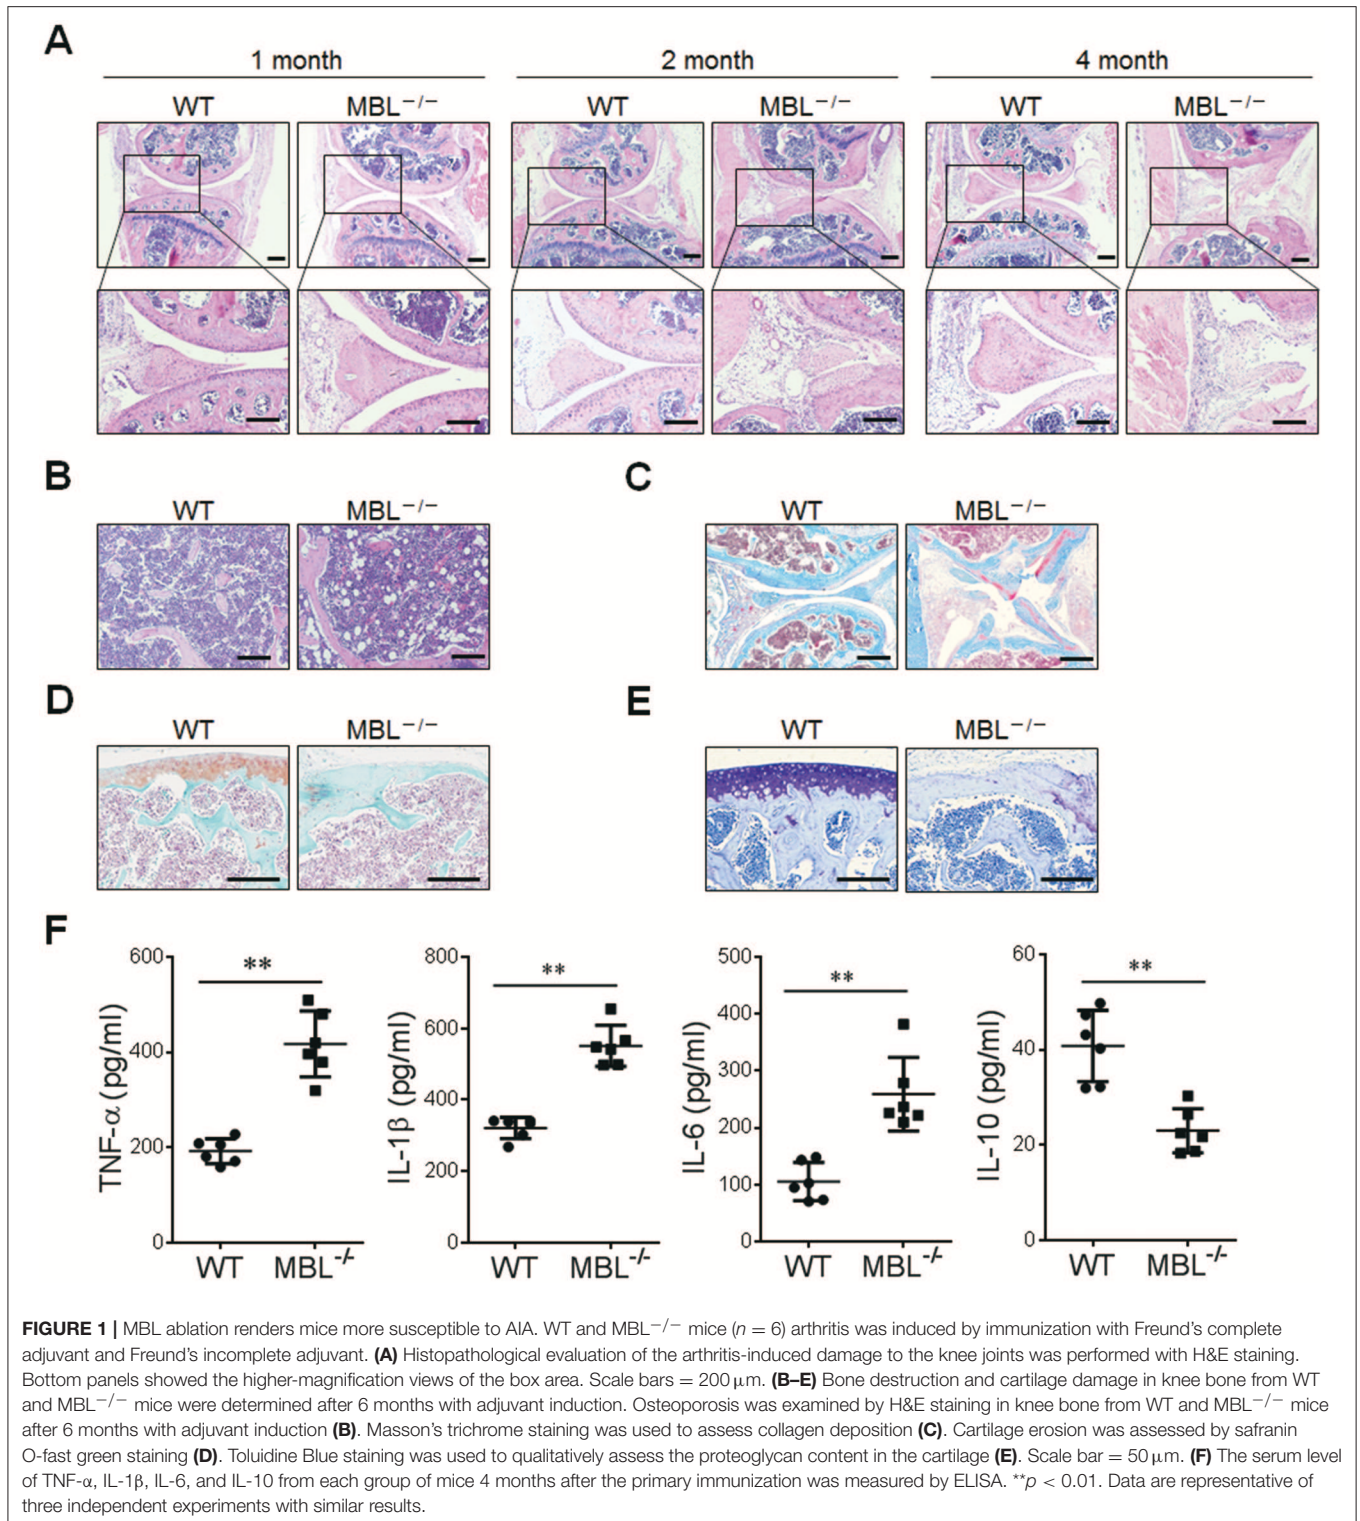 A
1 month 2 month 4 month
WT MBL⁻/⁻ WT MBL⁻/⁻ WT MBL⁻/⁻
B C
WT MBL⁻/⁻ WT MBL⁻/⁻
D E
WT MBL⁻/⁻ WT MBL⁻/⁻
F
TNF-α (pg/ml)
600
400
200
0
**
WT MBL-/-
IL-1β (pg/ml)
800
600
400
200
0
**
WT MBL-/-
IL-6 (pg/ml)
500
400
300
200
100
0
**
WT MBL-/-
IL-10 (pg/ml)
60
40
20
0
**
WT MBL-/-
FIGURE 1 | MBL ablation renders mice more susceptible to AIA. WT and MBL⁻/⁻ mice (n = 6) arthritis was induced by immunization with Freund's complete
adjuvant and Freund's incomplete adjuvant. (A) Histopathological evaluation of the arthritis-induced damage to the knee joints was performed with H&E staining.
Bottom panels showed the higher-magnification views of the box area. Scale bars = 200 μm. (B–E) Bone destruction and cartilage damage in knee bone from WT
and MBL⁻/⁻ mice were determined after 6 months with adjuvant induction. Osteoporosis was examined by H&E staining in knee bone from WT and MBL⁻/⁻ mice
after 6 months with adjuvant induction (B). Masson's trichrome staining was used to assess collagen deposition (C). Cartilage erosion was assessed by safranin
O-fast green staining (D). Toluidine Blue staining was used to qualitatively assess the proteoglycan content in the cartilage (E). Scale bar = 50 μm. (F) The serum level
of TNF-α, IL-1β, IL-6, and IL-10 from each group of mice 4 months after the primary immunization was measured by ELISA. **p < 0.01. Data are representative of
three independent experiments with similar results.